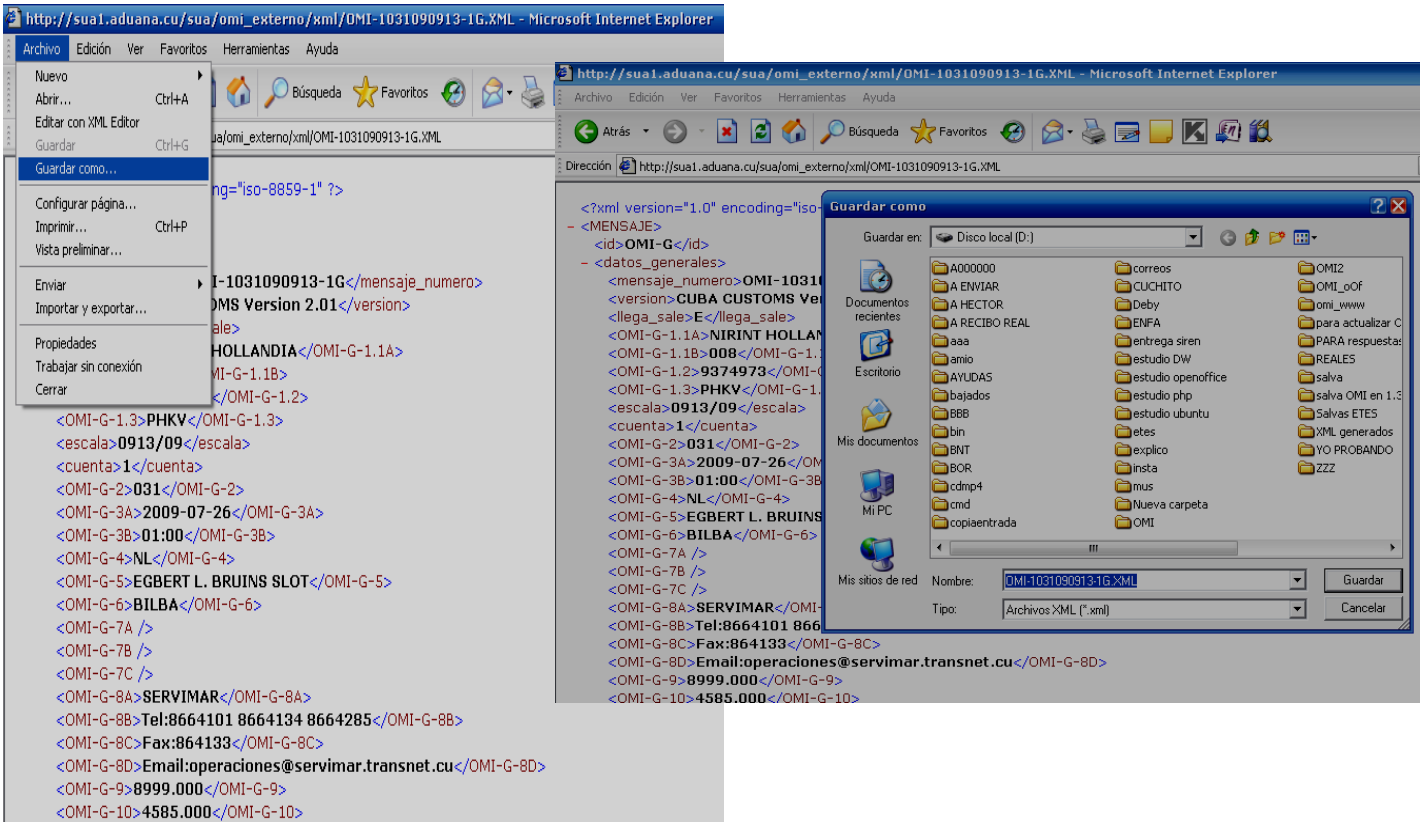 http://sua1.aduana.cu/sua/omi_externo/xml/OMI-1031090913-1G.XML - Microsoft Internet Explorer
Archivo Edición Ver Favoritos Herramientas Ayuda
Nuevo
Abrir... Ctrl+A
Editar con XML Editor
Guardar Ctrl+G
Guardar como...
Configurar página...
Imprimir... Ctrl+P
Vista preliminar...
Enviar
Importar y exportar...
Propiedades
Trabajar sin conexión
Cerrar
Búsqueda Favoritos
ua/omi_externo/xml/OMI-1031090913-1G.XML
ng="iso-8859-1" ?>
I-1031090913-1G</mensaje_numero>
OMS Version 2.01</version>
ale>
HOLLANDIA</OMI-G-1.1A>
MI-G-1.1B>
</OMI-G-1.2>
<OMI-G-1.3>PHKV</OMI-G-1.3>
<escala>0913/09</escala>
<cuenta>1</cuenta>
<OMI-G-2>031</OMI-G-2>
<OMI-G-3A>2009-07-26</OMI-G-3A>
<OMI-G-3B>01:00</OMI-G-3B>
<OMI-G-4>NL</OMI-G-4>
<OMI-G-5>EGBERT L. BRUINS SLOT</OMI-G-5>
<OMI-G-6>BILBA</OMI-G-6>
<OMI-G-7A />
<OMI-G-7B />
<OMI-G-7C />
<OMI-G-8A>SERVIMAR</OMI-G-8A>
<OMI-G-8B>Tel:8664101 8664134 8664285</OMI-G-8B>
<OMI-G-8C>Fax:864133</OMI-G-8C>
<OMI-G-8D>Email:operaciones@servimar.transnet.cu</OMI-G-8D>
<OMI-G-9>8999.000</OMI-G-9>
<OMI-G-10>4585.000</OMI-G-10>
http://sua1.aduana.cu/sua/omi_externo/xml/OMI-1031090913-1G.XML - Microsoft Internet Explorer
Archivo Edición Ver Favoritos Herramientas Ayuda
Atrás Búsqueda Favoritos
Dirección http://sua1.aduana.cu/sua/omi_externo/xml/OMI-1031090913-1G.XML
<?xml version="1.0" encoding="iso-
- <MENSAJE>
<id>OMI-G</id>
- <datos_generales>
<mensaje_numero>OMI-1031
<version>CUBA CUSTOMS Ve
<llega_sale>E</llega_sale>
<OMI-G-1.1A>NIRINT HOLLAN
<OMI-G-1.1B>008</OMI-G-1.
<OMI-G-1.2>9374973</OMI-G
<OMI-G-1.3>PHKV</OMI-G-1.
<escala>0913/09</escala>
<cuenta>1</cuenta>
<OMI-G-2>031</OMI-G-2>
<OMI-G-3A>2009-07-26</OM
<OMI-G-3B>01:00</OMI-G-3B
<OMI-G-4>NL</OMI-G-4>
<OMI-G-5>EGBERT L. BRUINS
<OMI-G-6>BILBA</OMI-G-6>
<OMI-G-7A />
<OMI-G-7B />
<OMI-G-7C />
<OMI-G-8A>SERVIMAR</OMI-
<OMI-G-8B>Tel:8664101 866
<OMI-G-8C>Fax:864133</OMI-G-8C>
<OMI-G-8D>Email:operaciones@servimar.transnet.cu</OMI-G-8D>
<OMI-G-9>8999.000</OMI-G-9>
<OMI-G-10>4585.000</OMI-G-10>
Guardar como
Guardar en: Disco local (D:)
Documentos recientes
Escritorio
Mis documentos
Mi PC
Mis sitios de red
A000000
A ENVIAR
A HECTOR
A RECIBO REAL
aaa
amio
AYUDAS
bajados
BBB
bin
BNT
BOR
cdmp4
cmd
copiaentrada
correos
CUCHITO
Deby
ENFA
entrega siren
estudio DW
estudio openoffice
estudio php
estudio ubuntu
etes
explico
insta
mus
Nueva carpeta
OMI
OMI2
OMI_oOf
omi_www
para actualizar C
PARA respuestas
REALES
salva
salva OMI en 1.3
Salvas ETES
XML generados
YO PROBANDO
ZZZ
Nombre: OMI-1031090913-1G.XML Guardar
Tipo: Archivos XML (*.xml) Cancelar